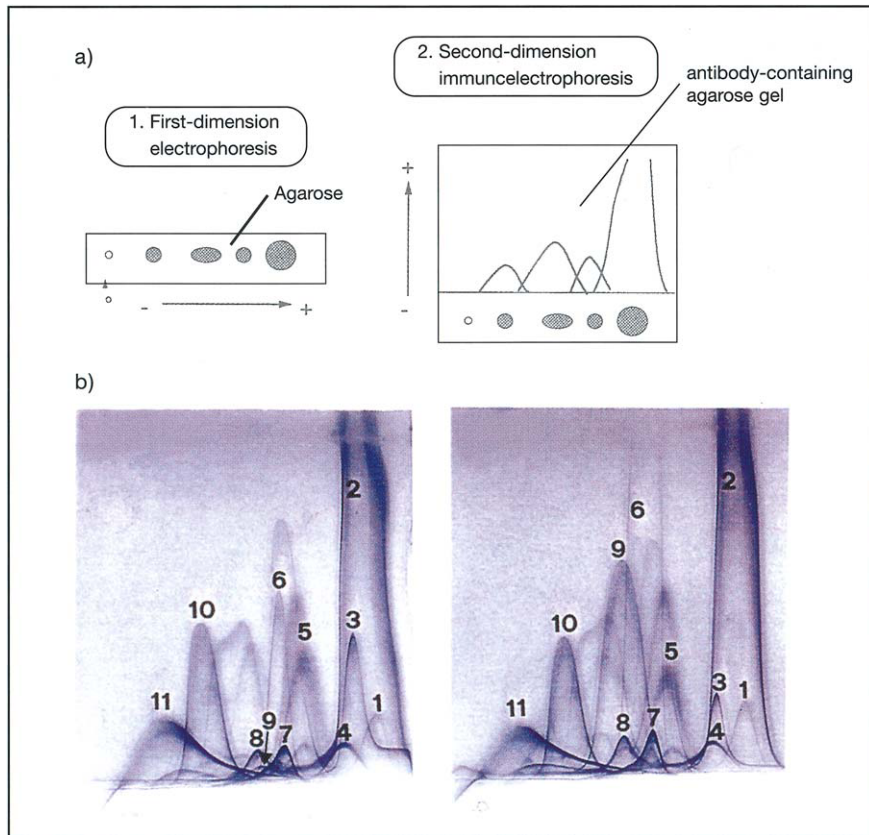 a)
1. First-dimension
electrophoresis
Agarose
- +
2. Second-dimension
immuncelectrophoresis
antibody-containing
agarose gel
+
-
b)
2
6
3
10
5
1
11
9
8
7
4
2
6
9
10
5
3
1
11
8
7
4